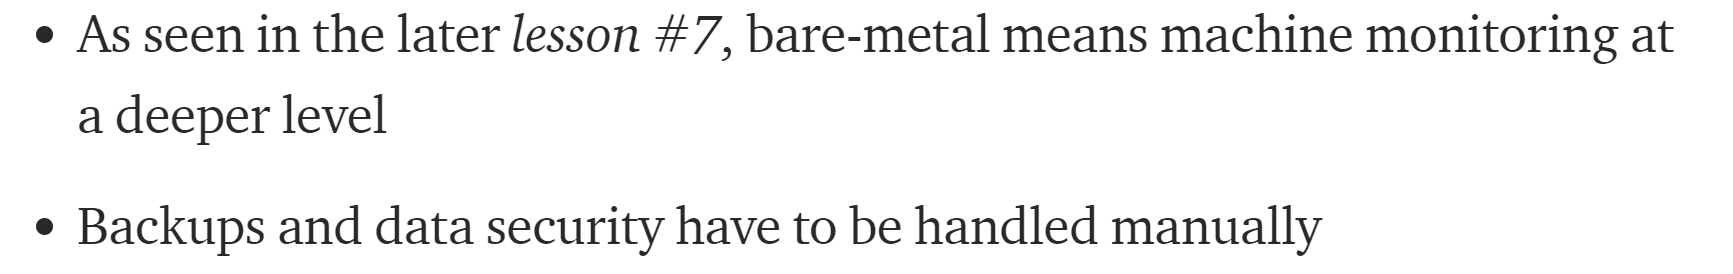 • As seen in the later lesson #7, bare-metal means machine monitoring at
a deeper level
• Backups and data security have to be handled manually